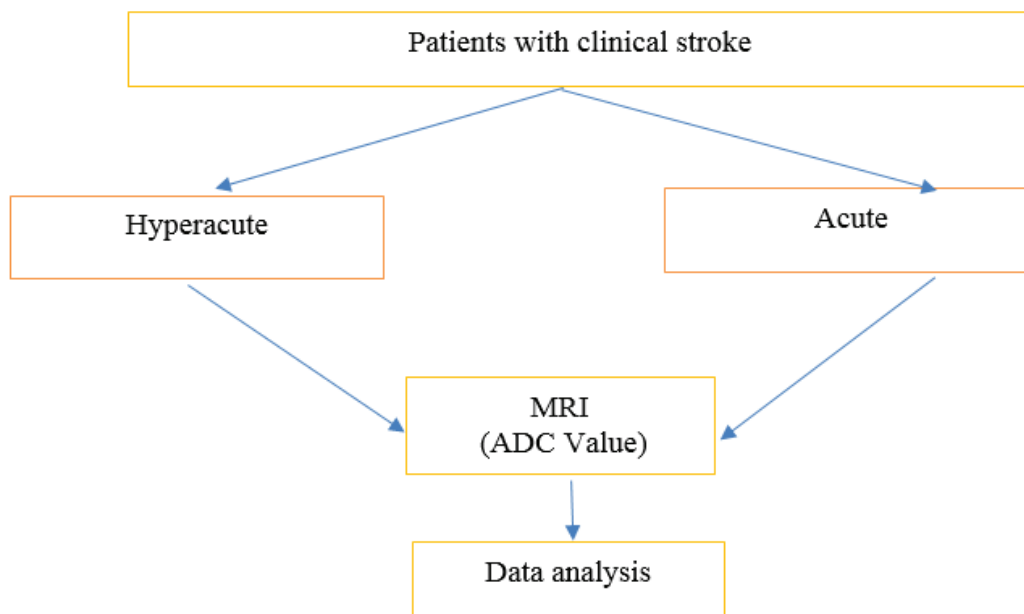 Patients with clinical stroke
Hyperacute
Acute
MRI
(ADC Value)
Data analysis